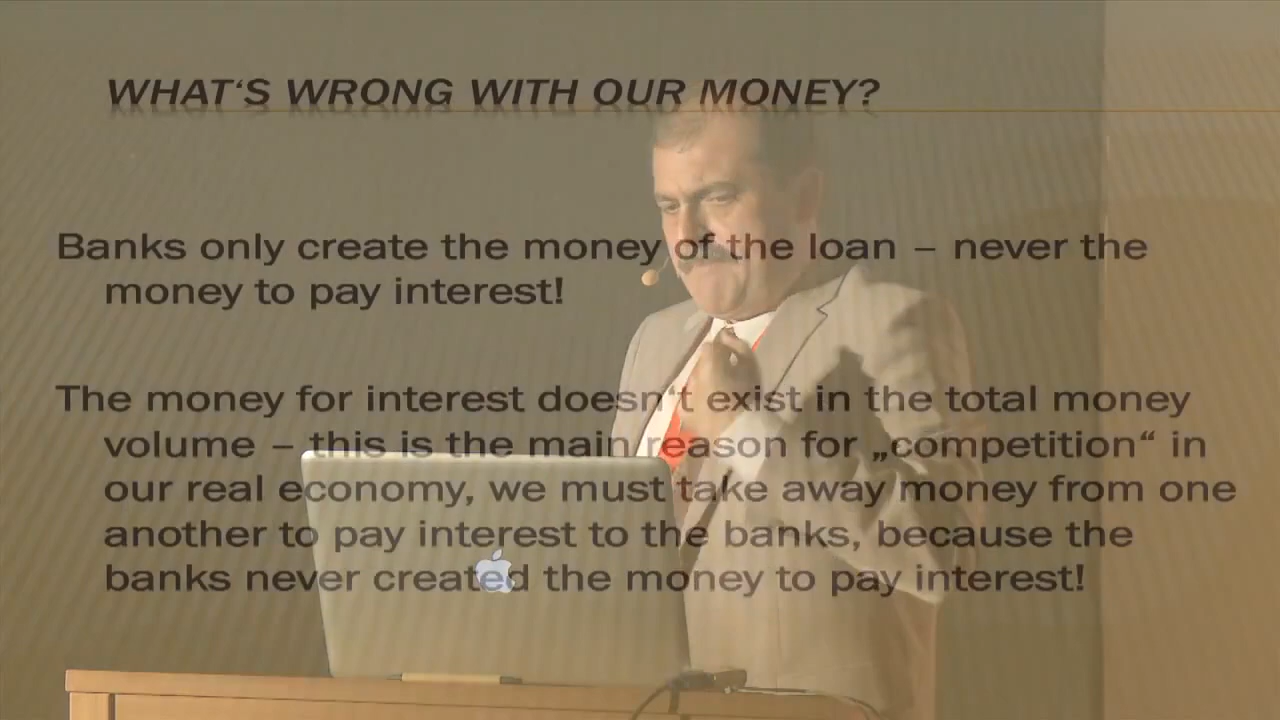 WHAT‘S WRONG WITH OUR MONEY?
Banks only create the money of the loan – never the
money to pay interest!
The money for interest doesn‘t exist in the total money
volume – this is the main reason for „competition“ in
our real economy, we must take away money from one
another to pay interest to the banks, because the
banks never created the money to pay interest!